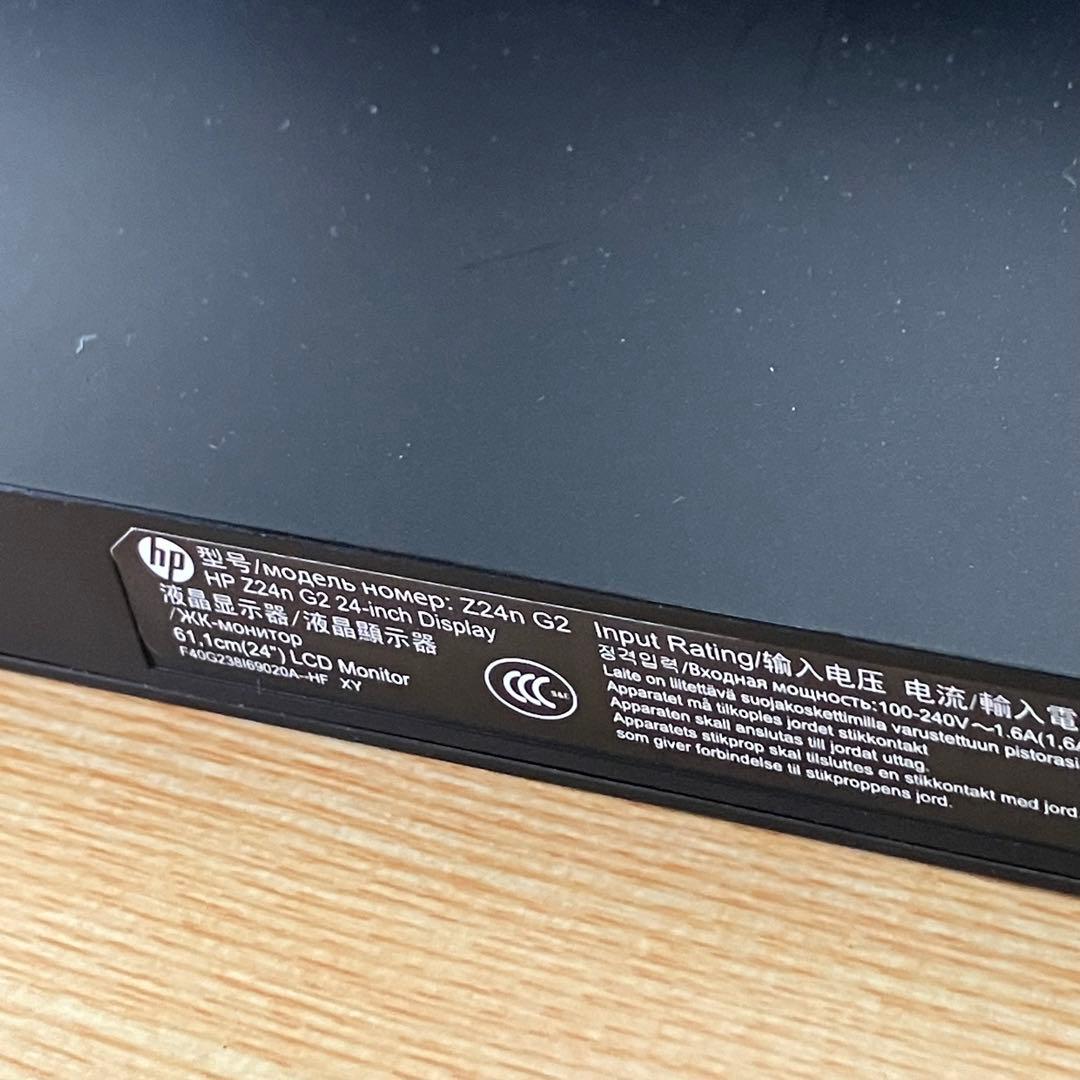 hp
型号/модель номер: Z24n G2
HP Z24n G2 24-inch Display
液晶显示器/液晶顯示器
/ЖК-монитор
61,1cm(24") LCD Monitor
F40G238I69020A--HF XY
CCC S&E
Input Rating/输入电压 电流/輸入電
정격입력/Входная мощность:100-240V～1.6A(1,6A
Laite on liitettävä suojakoskettimilla varustettuun pistorasi
Apparatet må tilkoples jordet stikkontakt
Apparaten skall anslutas till jordat uttag.
Apparatets stikprop skal tilsluttes en stikkontakt med jord
som giver forbindelse til stikproppens jord.